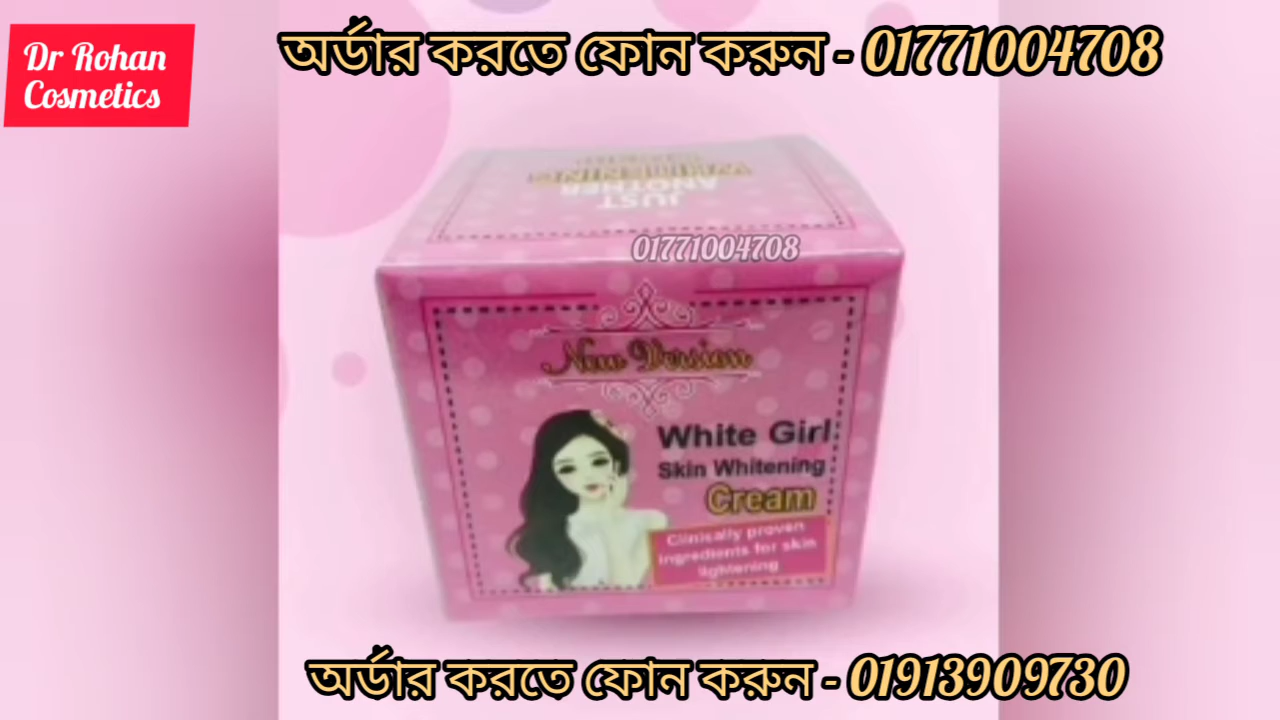 Dr Rohan
Cosmetics
অর্ডার করতে ফোন করুন - 01771004708
JUST
ANOTHER
WHITENING
01771004708
New Version
White Girl
Skin Whitening
Cream
Clinically proven
ingredients for skin
lightening
অর্ডার করতে ফোন করুন - 01913909730